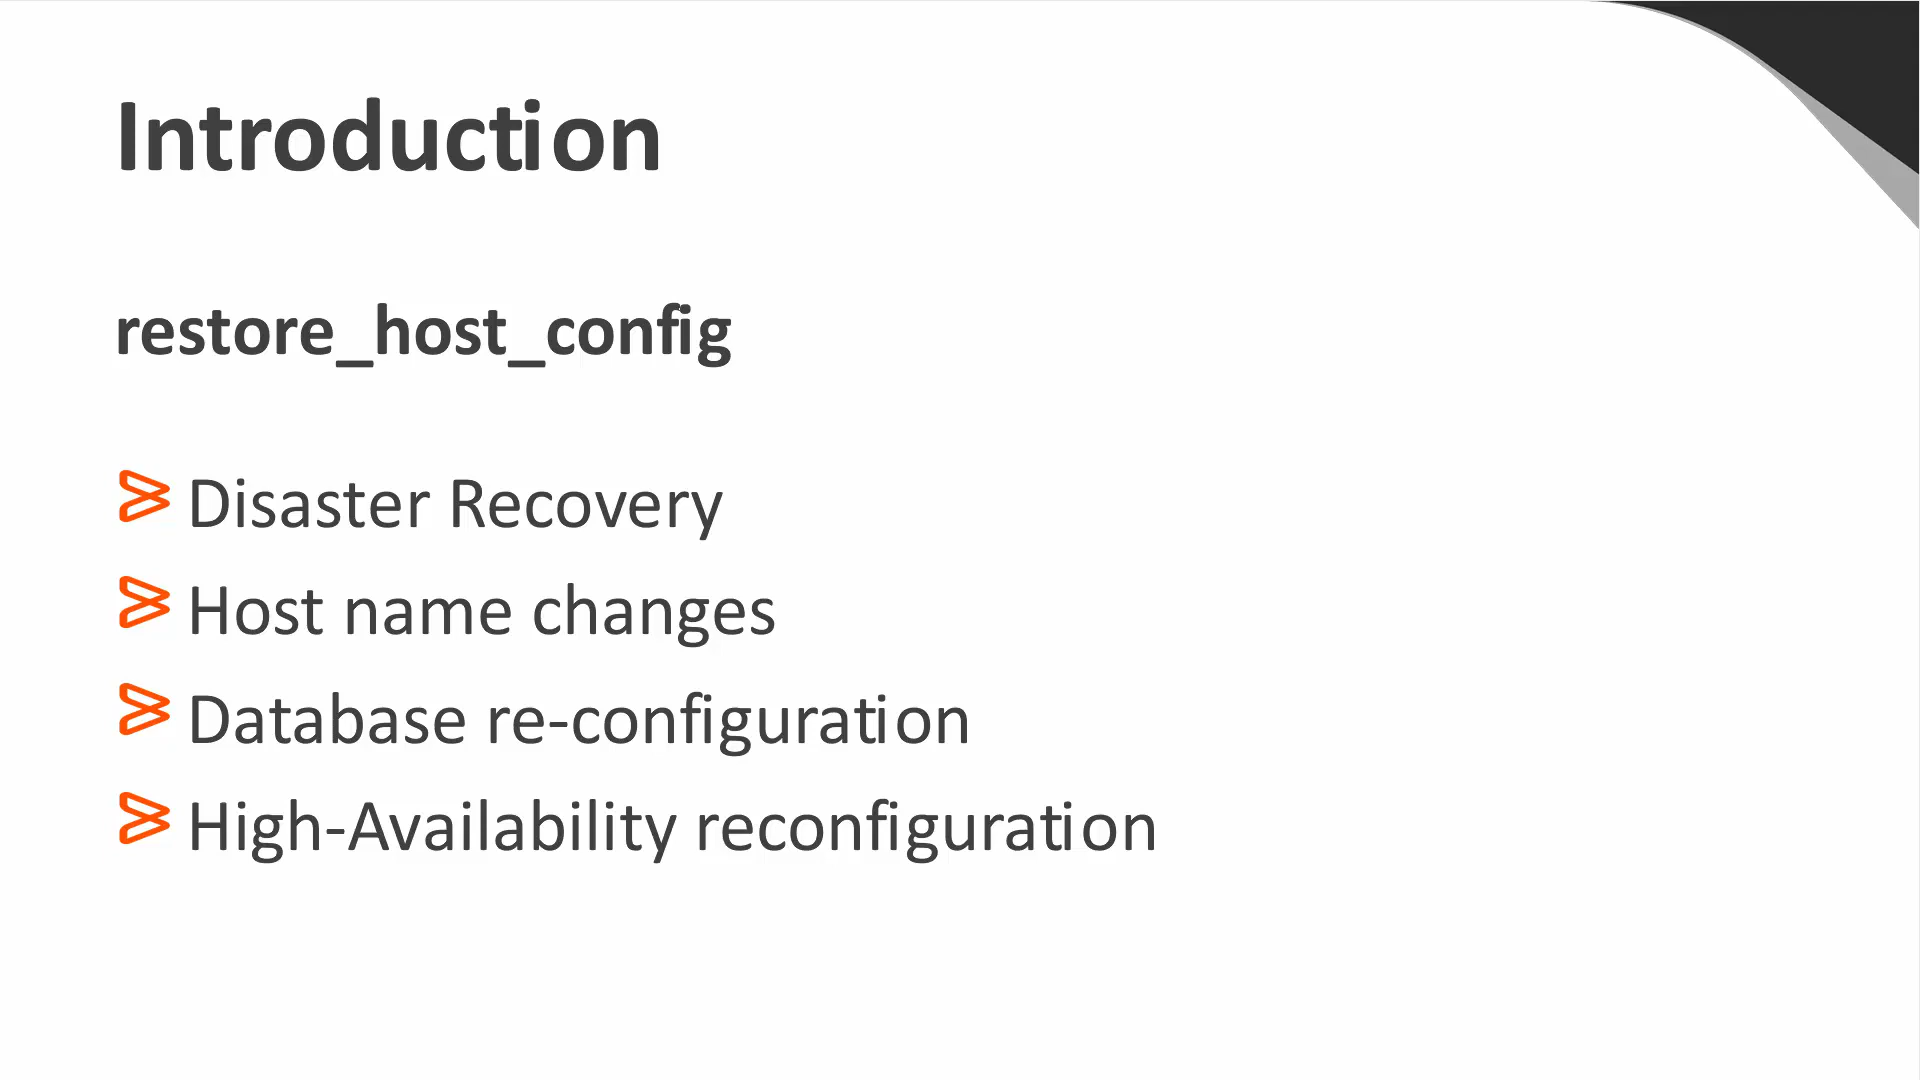 Introduction
restore_host_config
Disaster Recovery
Host name changes
Database re-configuration
High-Availability reconfiguration